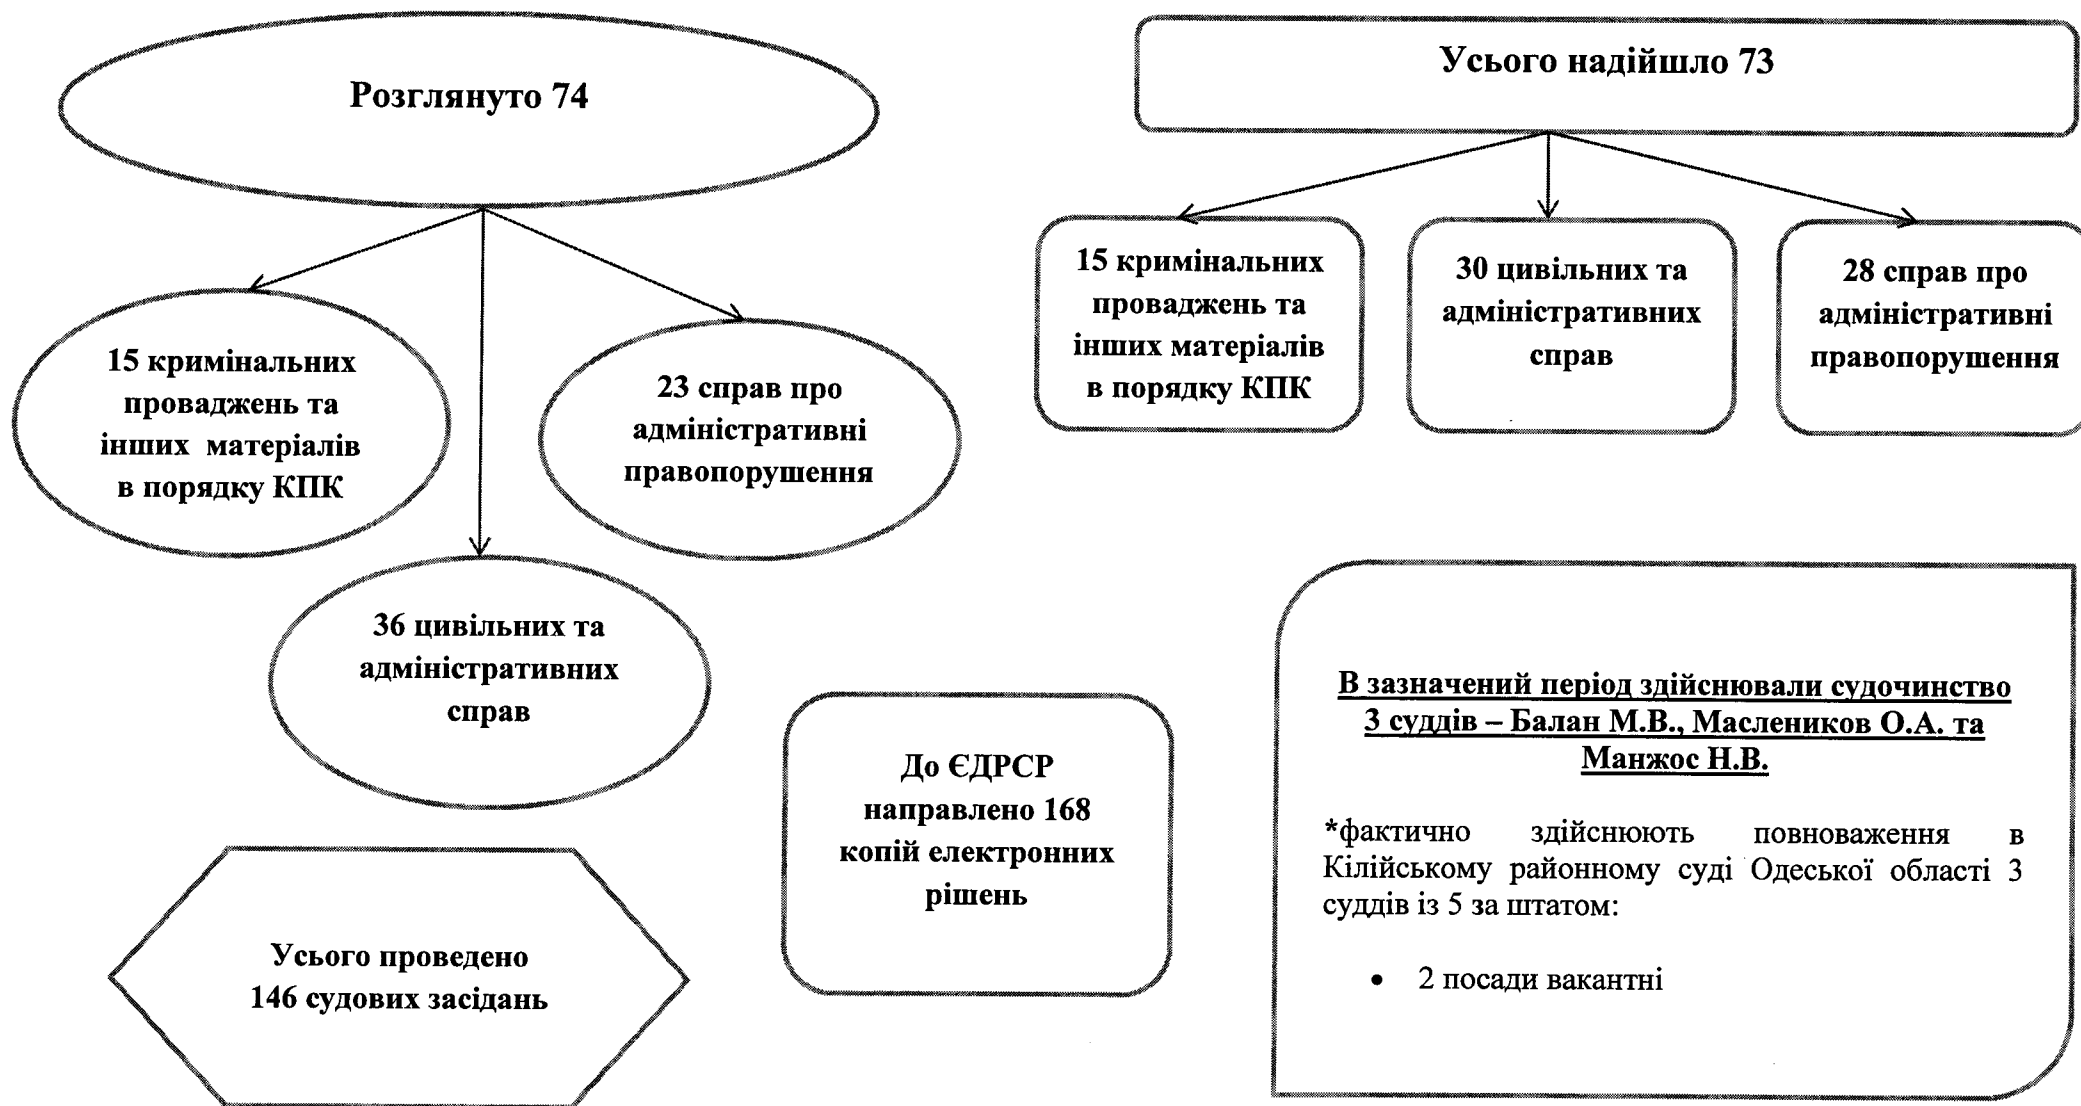 Розглянуто 74
15 кримінальних
проваджень та
інших матеріалів
в порядку КПК
23 справ про
адміністративні
правопорушення
36 цивільних та
адміністративних
справ
Усього надійшло 73
15 кримінальних
проваджень та
інших матеріалів
в порядку КПК
30 цивільних та
адміністративних
справ
28 справ про
адміністративні
правопорушення
Усього проведено
146 судових засідань
До ЄДРСР
направлено 168
копій електронних
рішень
В зазначений період здійснювали судочинство
3 суддів – Балан М.В., Маслеников О.А. та
Манжос Н.В.
*фактично здійснюють повноваження в
Кілійському районному суді Одеської області 3
суддів із 5 за штатом:
• 2 посади вакантні